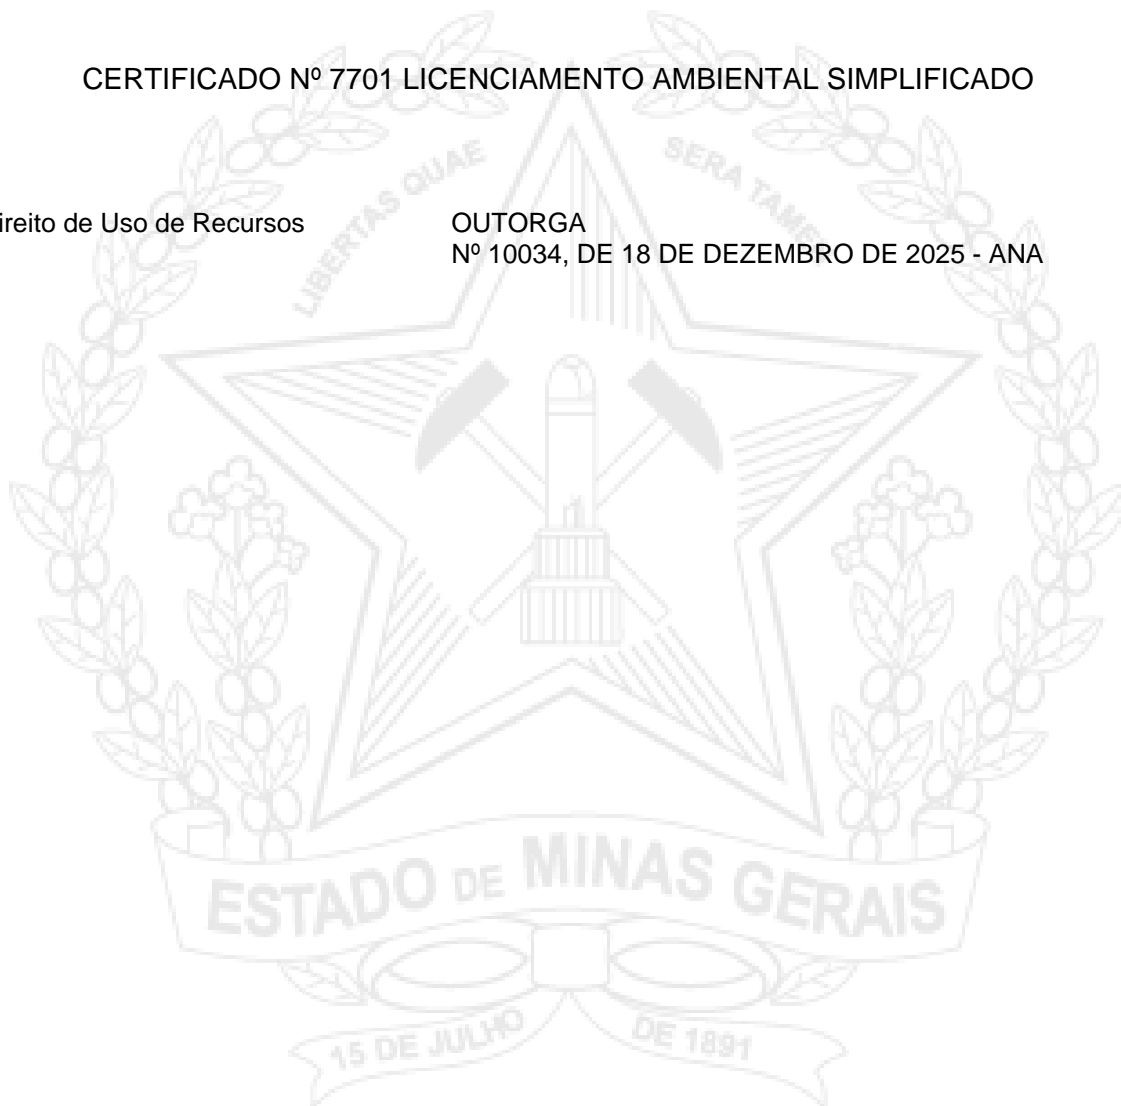 CERTIFICADO Nº 7701 LICENCIAMENTO AMBIENTAL SIMPLIFICADO
LIBERTAS QUAE SERA TAMEN
ireito de Uso de Recursos OUTORGA
Nº 10034, DE 18 DE DEZEMBRO DE 2025 - ANA
ESTADO DE MINAS GERAIS
15 DE JULHO DE 1891